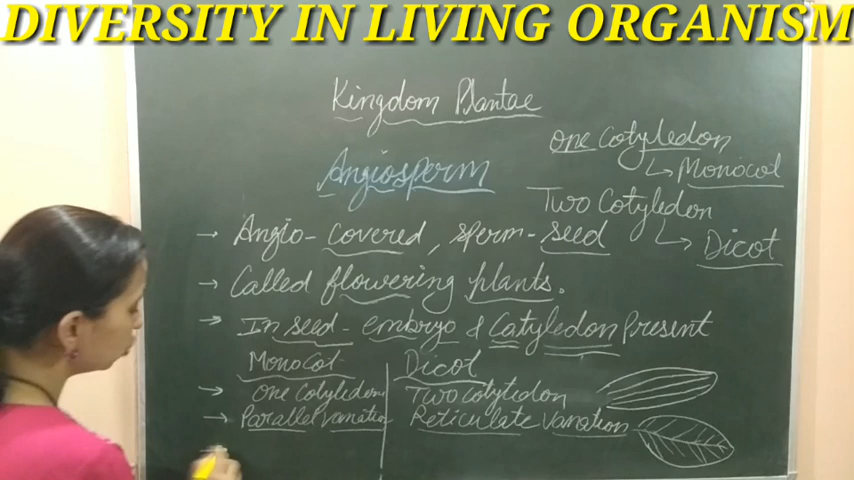 DIVERSITY IN LIVING ORGANISM
Kingdom Plantae
Angiosperm
one Cotyledon
↳ Monocot
Two Cotyledon
↳ Dicot
→ Angio - covered, sperm - seed
→ Called flowering plants.
→ In seed - embryo & Catyledon Present
MonoCot Dicot
→ one Cotyledon Two Cotyledon
→ Parallel vanation Reticulate vanation